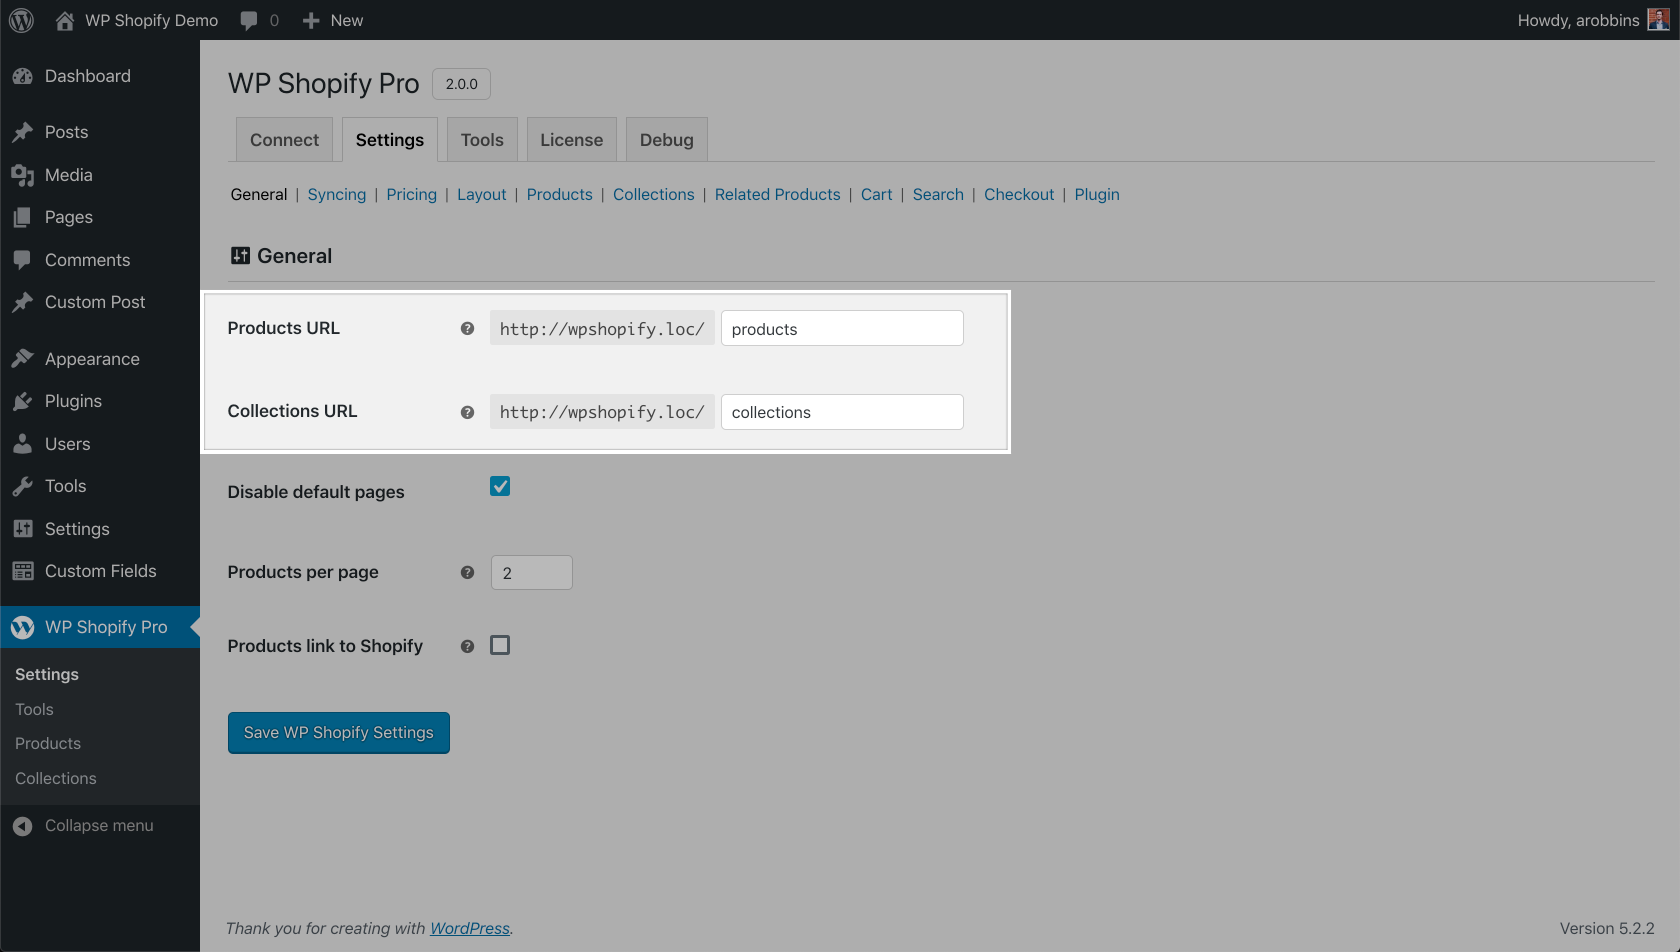 WP Shopify Demo 0 New Howdy, arobbins
Dashboard
Posts
Media
Pages
Comments
Custom Post
Appearance
Plugins
Users
Tools
Settings
Custom Fields
WP Shopify Pro
Settings
Tools
Products
Collections
Collapse menu
WP Shopify Pro 2.0.0
Connect Settings Tools License Debug
General | Syncing | Pricing | Layout | Products | Collections | Related Products | Cart | Search | Checkout | Plugin
General
Products URL ? http://wpshopify.loc/ products
Collections URL ? http://wpshopify.loc/ collections
Disable default pages
Products per page ? 2
Products link to Shopify ?
Save WP Shopify Settings
Thank you for creating with WordPress. Version 5.2.2